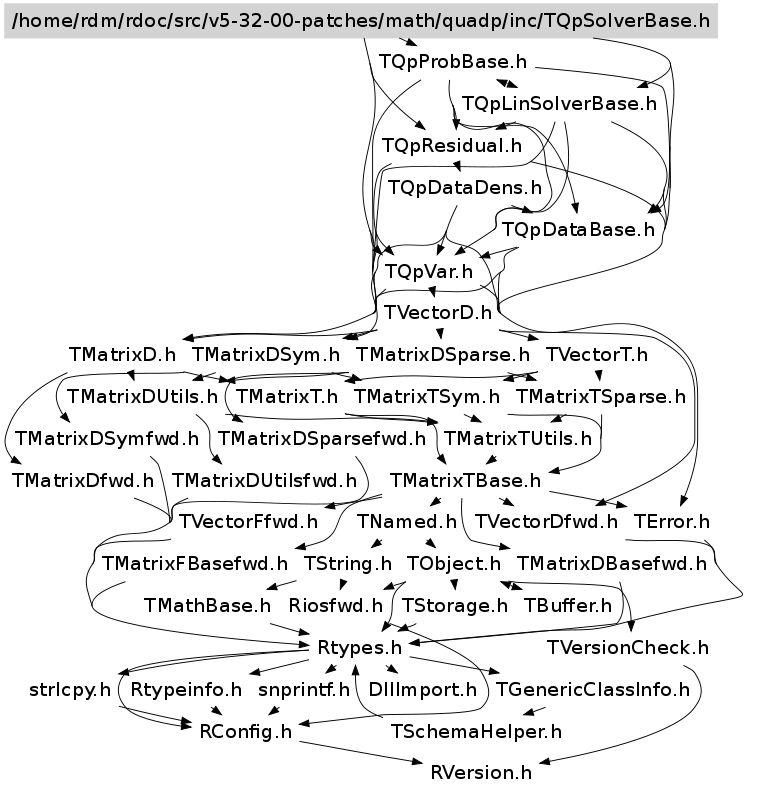 /home/rdm/rdoc/src/v5-32-00-patches/math/quadp/inc/TQpSolverBase.h
TQpProbBase.h
TQpLinSolverBase.h
TQpResidual.h
TQpDataDens.h
TQpDataBase.h
TQpVar.h
TVectorD.h
TMatrixD.h TMatrixDSym.h TMatrixDSparse.h TVectorT.h
TMatrixDUtils.h TMatrixT.h TMatrixTSym.h TMatrixTSparse.h
TMatrixDSymfwd.h TMatrixDSparsefwd.h TMatrixTUtils.h
TMatrixDfwd.h TMatrixDUtilsfwd.h TMatrixTBase.h
TVectorFfwd.h TNamed.h TVectorDfwd.h TError.h
TMatrixFBasefwd.h TString.h TObject.h TMatrixDBasefwd.h
TMathBase.h Riosfwd.h TStorage.h TBuffer.h
Rtypes.h TVersionCheck.h
strlcpy.h Rtypeinfo.h snprintf.h DllImport.h TGenericClassInfo.h
RConfig.h TSchemaHelper.h
RVersion.h